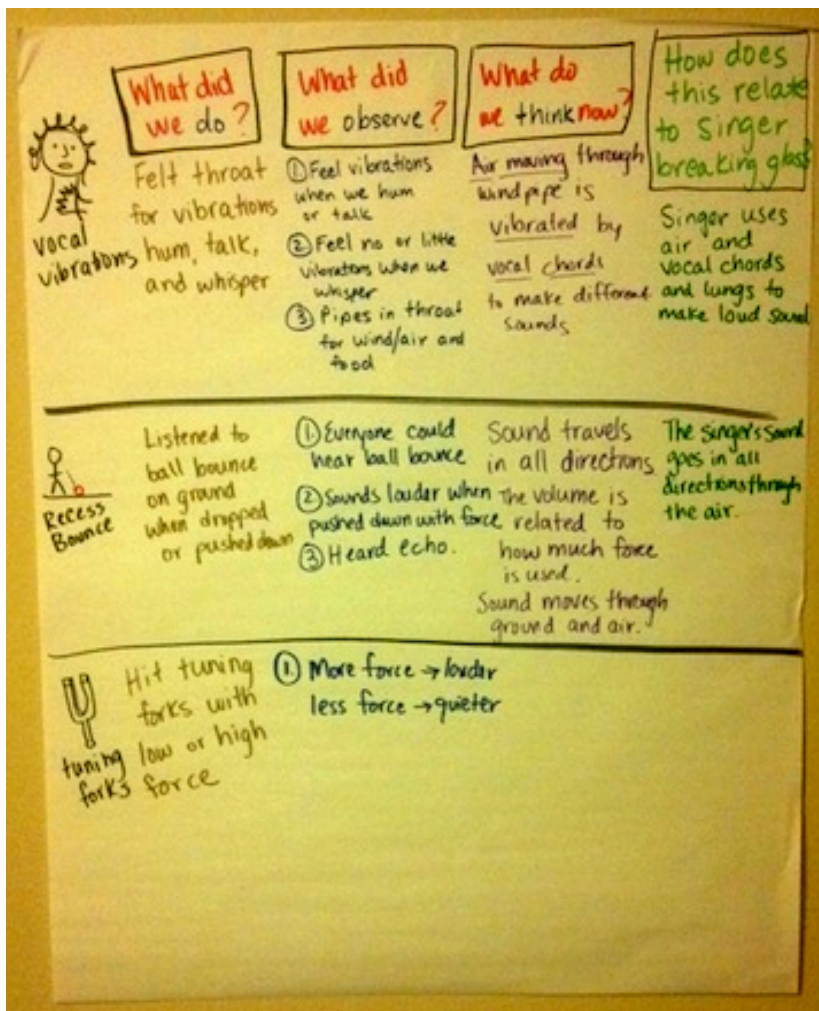 What did
we do?
What did
we observe?
What do
we think now?
How does
this relate
to Singer
breaking glass?
vocal
vibrations
Felt throat
for vibrations
hum, talk,
and whisper
① Feel vibrations
when we hum
or talk
② Feel no or little
vibrations when we
whisper
③ Pipes in throat
for wind/air and
food
Air moving through
windpipe is
vibrated by
vocal chords
to make different
sounds
Singer uses
air and
vocal chords
and lungs to
make loud sound
Recess
Bounce
Listened to
ball bounce
on ground
when dropped
or pushed down
① Everyone could
hear ball bounce
② Sounds louder when
pushed down with force
③ Heard echo.
Sound travels
in all directions
The volume is
related to
how much force
is used.
Sound moves through
ground and air.
The singer's sound
goes in all
directions through
the air.
tuning
forks
Hit tuning
forks with
low or high
force
① More force → louder
less force → quieter